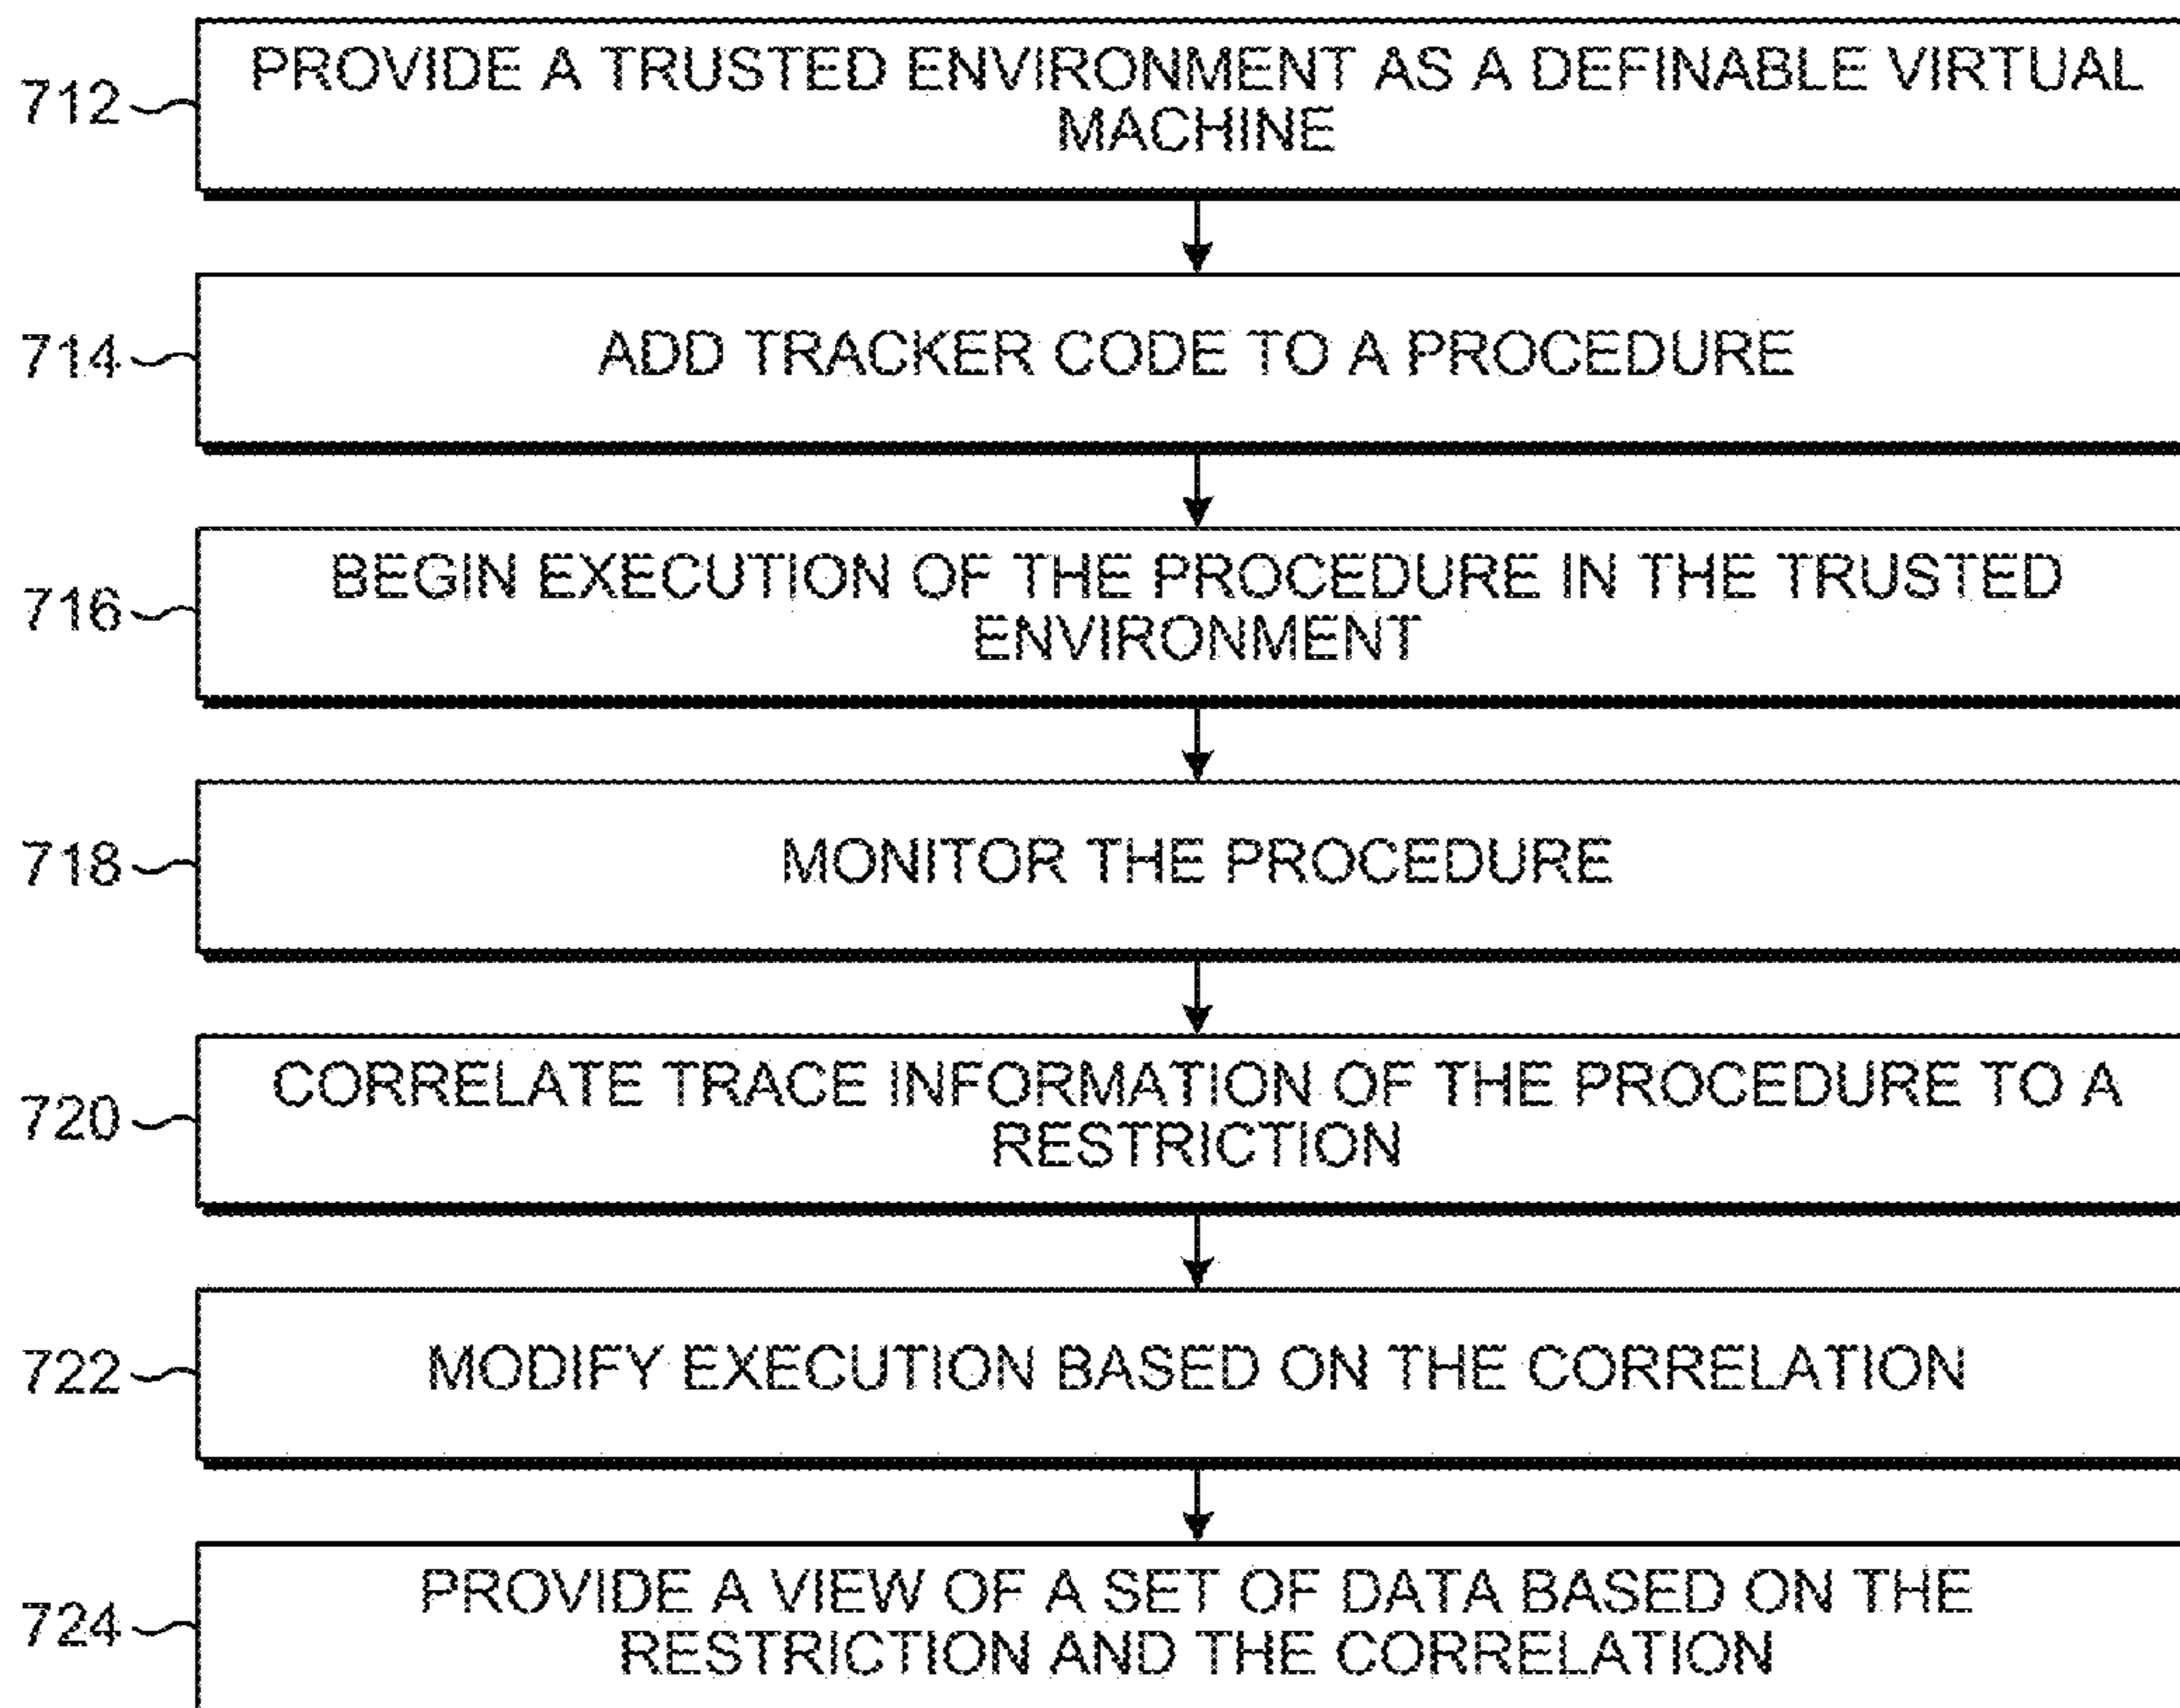 PROVIDE A TRUSTED ENVIRONMENT AS A DEFINABLE VIRTUAL
712
MACHINE
714
ADD TRACKER CODE TO A PROCEDURE
BEGIN EXECUTION OF THE PROCEDURE IN THE TRUSTED
716
ENVIRONMENT
718
MONITOR THE PROCEDURE
CORRELATE TRACE INFORMATION OF THE PROCEDURE TO A
720
RESTRICTION
722
MODIFY EXECUTION BASED ON THE CORRELATION
PROVIDE A VIEW OF A SET OF DATA BASED ON THE
724
RESTRICTION AND THE CORRELATION